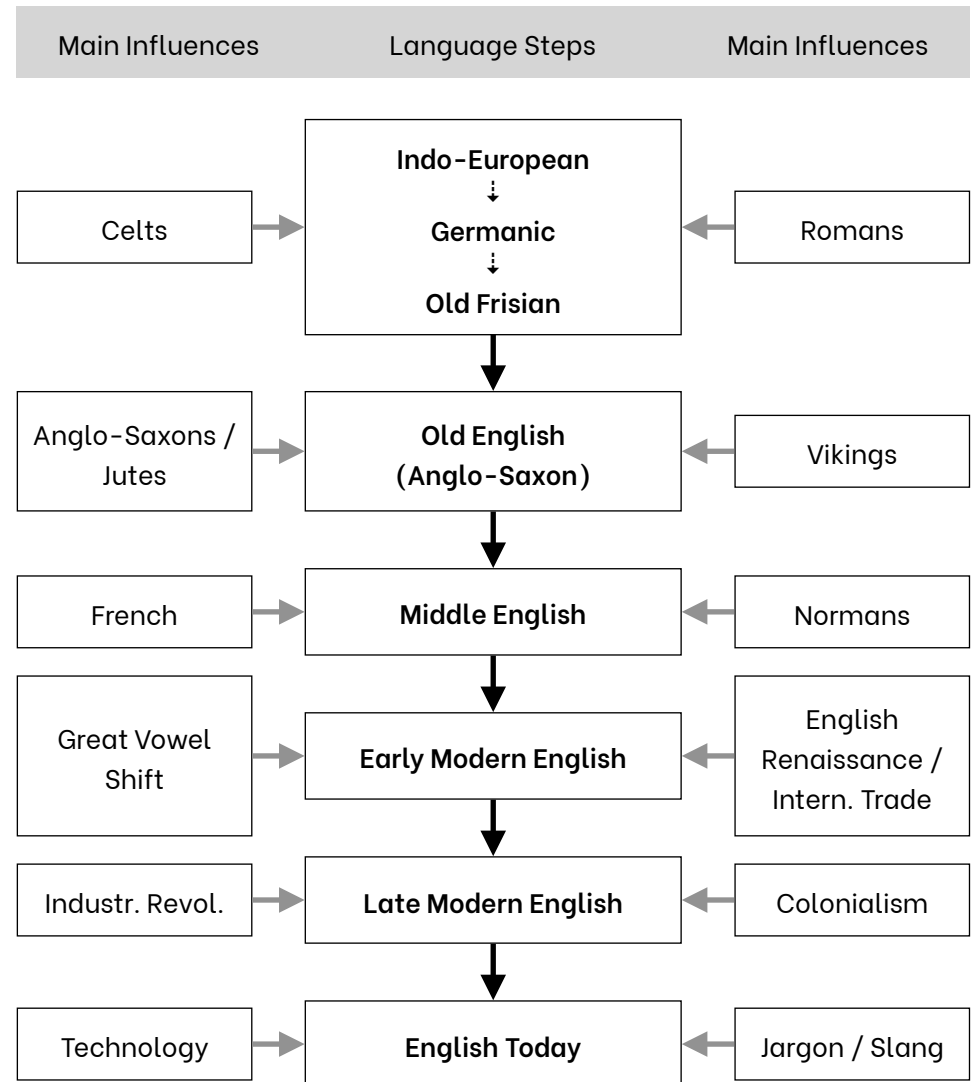 Main Influences
Language Steps
Main Influences
Indo-European
Celts
Germanic
Romans
Old Frisian
Anglo-Saxons /
Jutes
Old English
(Anglo-Saxon)
Vikings
French
Middle English
Normans
Great Vowel
Shift
Early Modern English
English
Renaissance /
Intern. Trade
Industr. Revol.
Late Modern English
Colonialism
Technology
English Today
Jargon / Slang